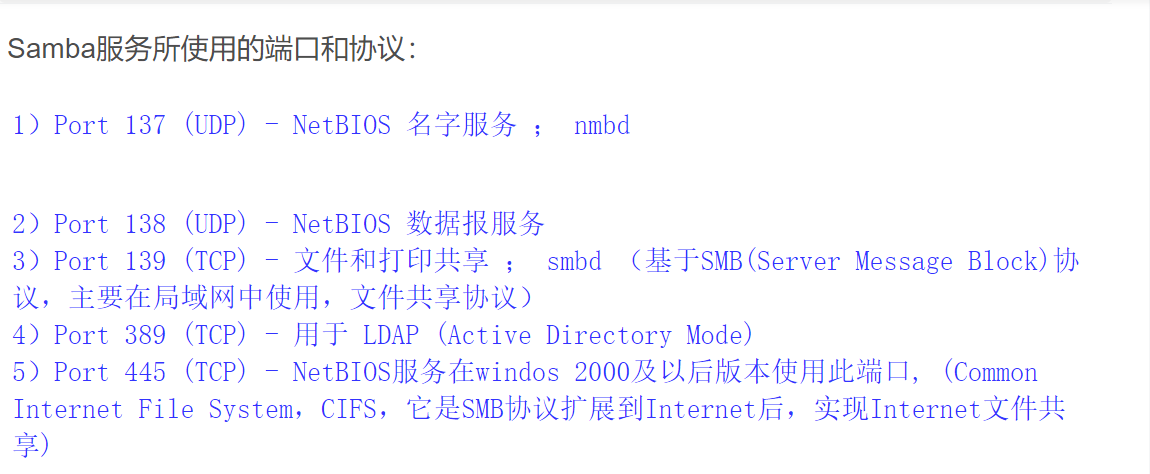 Samba服务所使用的端口和协议：
1）Port 137 (UDP) - NetBIOS 名字服务 ； nmbd
2）Port 138 (UDP) - NetBIOS 数据报服务
3）Port 139 (TCP) - 文件和打印共享 ； smbd （基于SMB(Server Message Block)协
议，主要在局域网中使用，文件共享协议）
4）Port 389 (TCP) - 用于 LDAP (Active Directory Mode)
5）Port 445 (TCP) - NetBIOS服务在windos 2000及以后版本使用此端口, (Common
Internet File System，CIFS，它是SMB协议扩展到Internet后，实现Internet文件共
享)